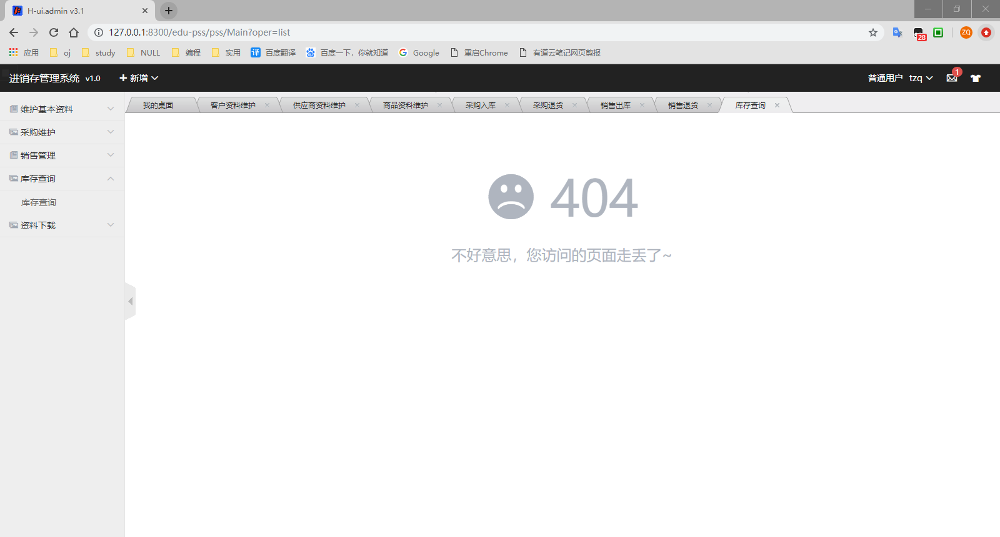 H-ui.admin v3.1
127.0.0.1:8300/edu-pss/pss/Main?oper=list
28
ZQ
应用 oj study NULL 编程 实用 译 百度翻译 百度一下，你就知道 Google 重启Chrome 有道云笔记网页剪报
进销存管理系统 v1.0 新增 普通用户 tzq 1
我的桌面 客户资料维护 供应商资料维护 商品资料维护 采购入库 采购退货 销售出库 销售退货 库存查询
维护基本资料
采购维护
销售管理
库存查询
库存查询
资料下载
404
不好意思，您访问的页面走丢了~